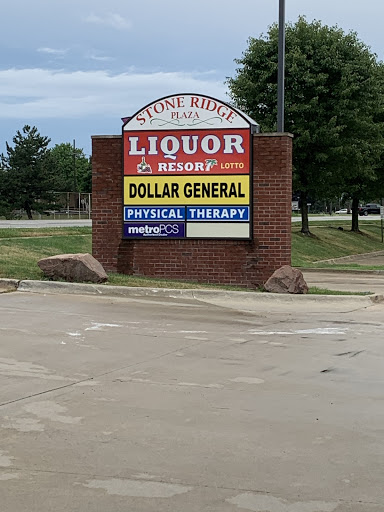 STONE RIDGE
PLAZA
LIQUOR
RESORT LOTTO
DOLLAR GENERAL
PHYSICAL THERAPY
metroPCS